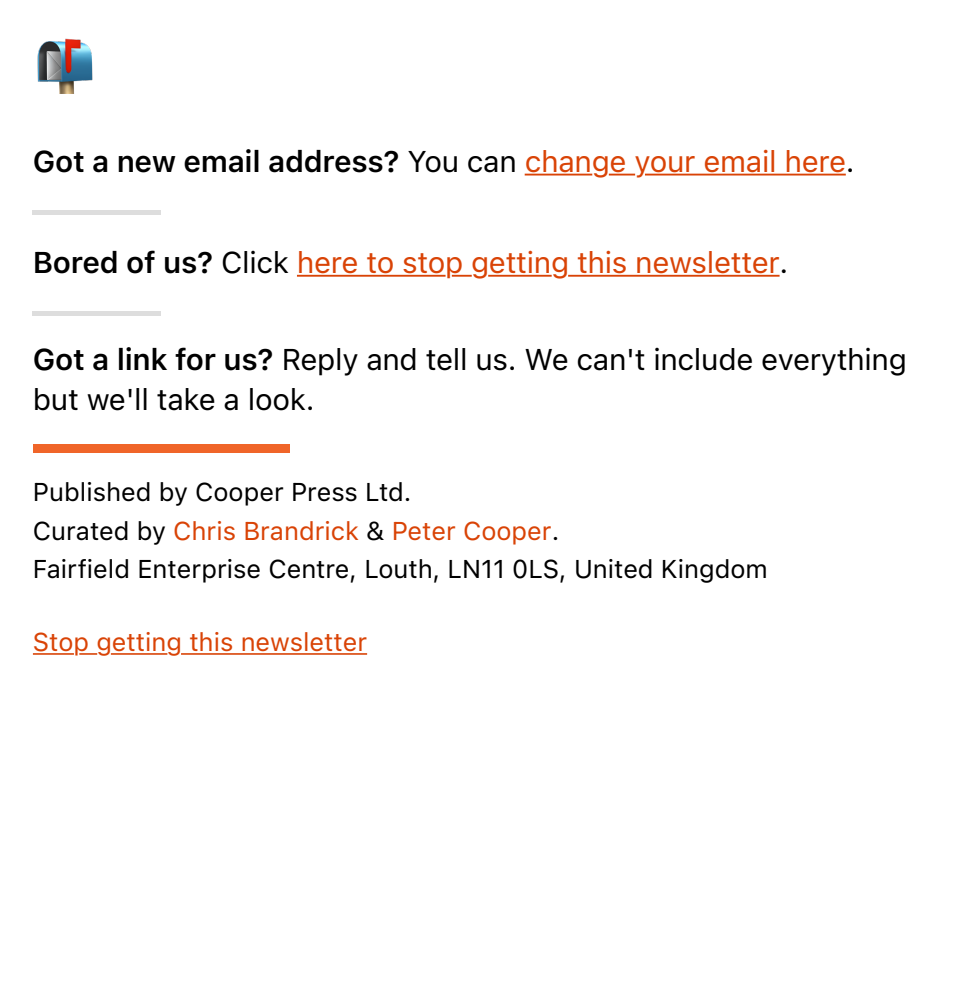 Got a new email address? You can change your email here.
Bored of us? Click here to stop getting this newsletter.
Got a link for us? Reply and tell us. We can't include everything
but we'll take a look.
Published by Cooper Press Ltd.
Curated by Chris Brandrick & Peter Cooper.
Fairfield Enterprise Centre, Louth, LN11 0LS, United Kingdom
Stop getting this newsletter